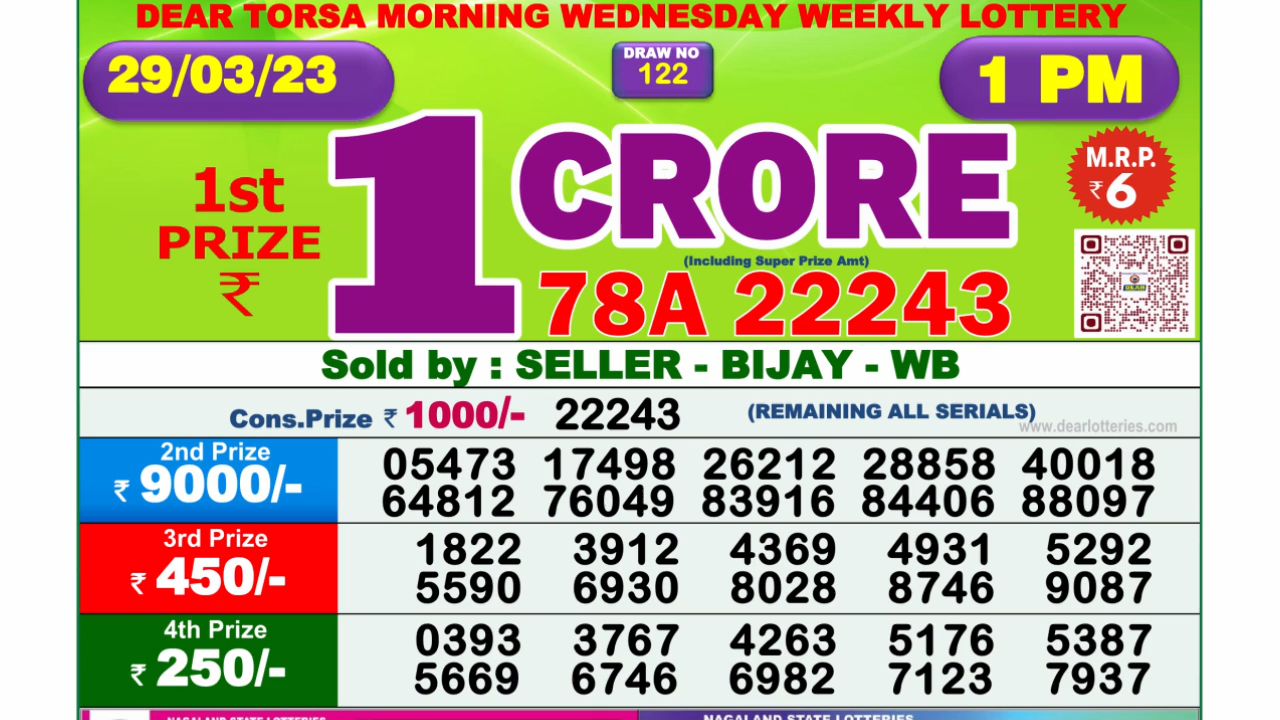 DEAR TORSA MORNING WEDNESDAY WEEKLY LOTTERY
29/03/23
DRAW NO
122
1 PM
1st
PRIZE
₹
1 CRORE
(Including Super Prize Amt)
78A 22243
M.R.P.
₹6
Sold by : SELLER - BIJAY - WB
Cons.Prize ₹ 1000/- 22243 (REMAINING ALL SERIALS)
www.dearlotteries.com
2nd Prize
₹ 9000/-
05473 17498 26212 28858 40018
64812 76049 83916 84406 88097
3rd Prize
₹ 450/-
1822 3912 4369 4931 5292
5590 6930 8028 8746 9087
4th Prize
₹ 250/-
0393 3767 4263 5176 5387
5669 6746 6982 7123 7937
NAGALAND STATE LOTTERIES NAGALAND STATE LOTTERIES